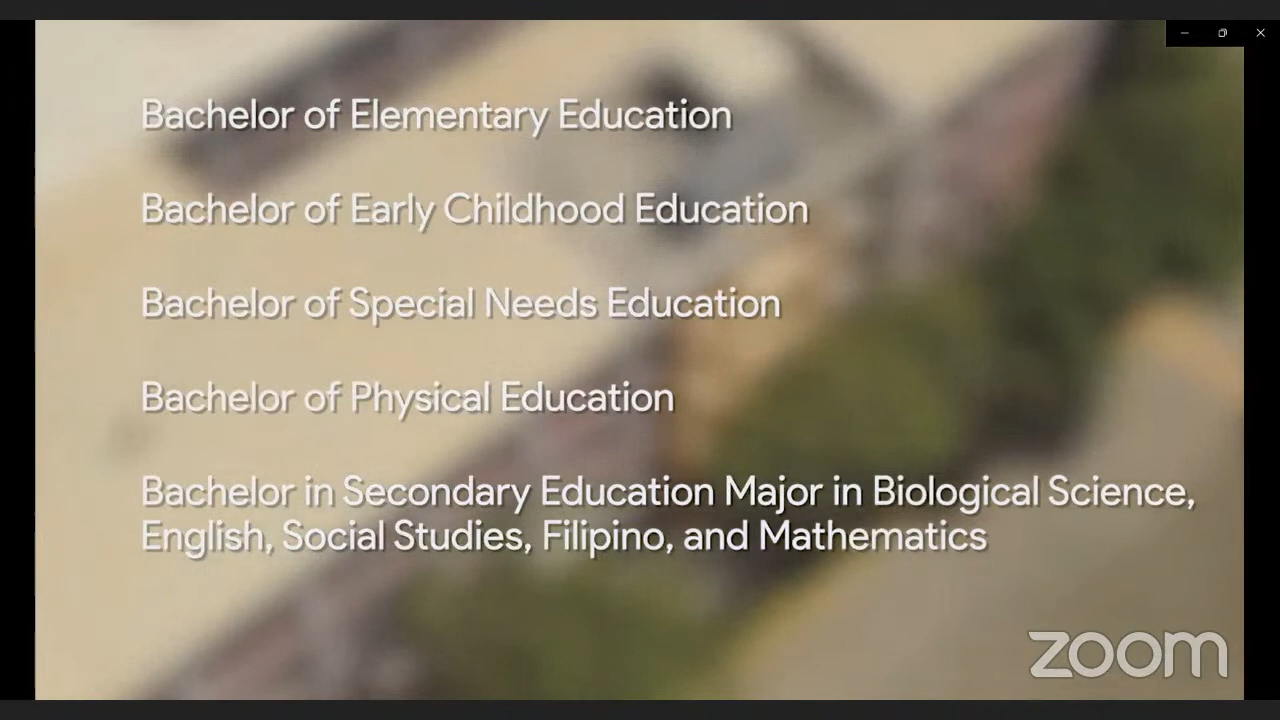 Bachelor of Elementary Education
Bachelor of Early Childhood Education
Bachelor of Special Needs Education
Bachelor of Physical Education
Bachelor in Secondary Education Major in Biological Science,
English, Social Studies, Filipino, and Mathematics
zoom